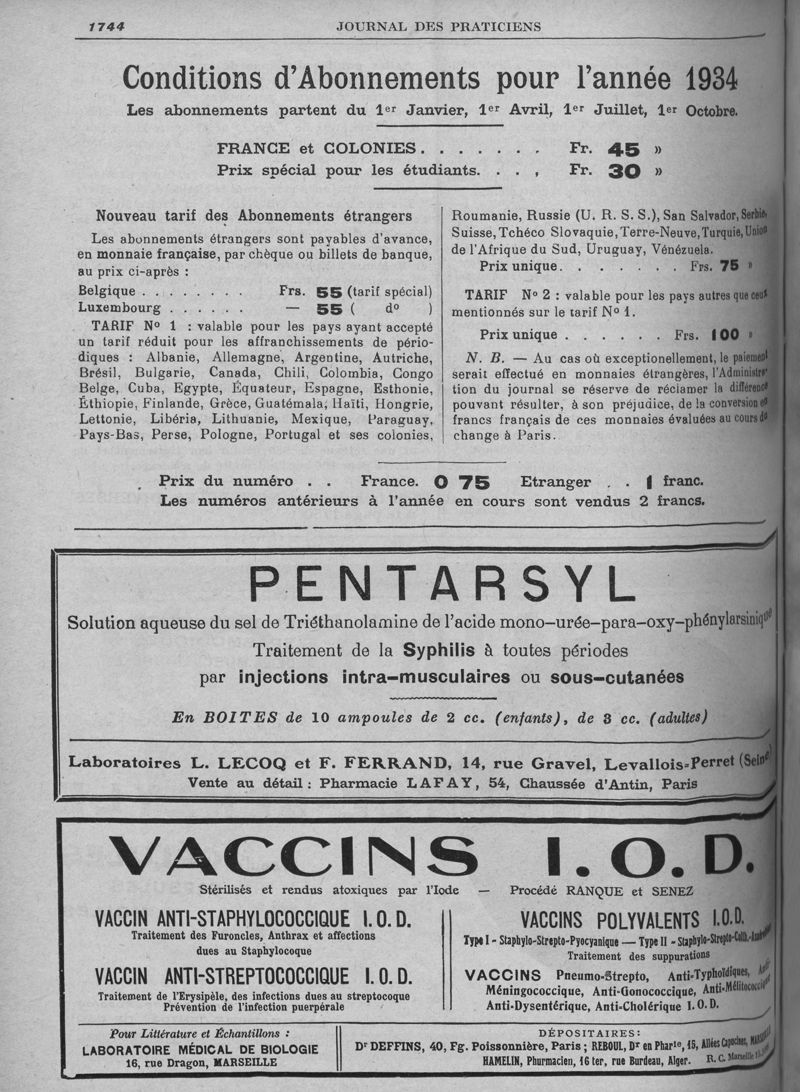 1744 JOURNAL DES PRATICIENS
Conditions d'Abonnements pour l'année 1934
Les abonnements partent du 1er Janvier, 1er Avril, 1er Juillet, 1er Octobre.
FRANCE et COLONIES. . . . . . . Fr. 45 »
Prix spécial pour les étudiants. . . , Fr. 30 »
Nouveau tarif des Abonnements étrangers
Les abonnements étrangers sont payables d'avance,
en monnaie française, par chèque ou billets de banque,
au prix ci-après :
Belgique . . . . . . . . Frs. 55 (tarif spécial)
Luxembourg . . . . . . — 55 ( do )
TARIF No 1 : valable pour les pays ayant accepté
un tarif réduit pour les affranchissements de pério-
diques : Albanie, Allemagne, Argentine, Autriche,
Brésil, Bulgarie, Canada, Chili, Colombia, Congo
Belge, Cuba, Egypte, Équateur, Espagne, Esthonie,
Éthiopie, Finlande, Grèce, Guatémala, Haïti, Hongrie,
Lettonie, Libéria, Lithuanie, Mexique, Paraguay,
Pays-Bas, Perse, Pologne, Portugal et ses colonies,
Roumanie, Russie (U. R. S. S.), San Salvador, Serbie,
Suisse, Tchéco Slovaquie, Terre-Neuve, Turquie, Union
de l'Afrique du Sud, Uruguay, Vénézuela.
Prix unique. . . . . . . . Frs. 75 »
TARIF No 2 : valable pour les pays autres que ceux
mentionnés sur le tarif No 1.
Prix unique . . . . . . Frs. 100 »
N. B. — Au cas où exceptionellement, le paiement
serait effectué en monnaies étrangères, l'Administra-
tion du journal se réserve de réclamer la différence
pouvant résulter, à son préjudice, de la conversion en
francs français de ces monnaies évaluées au cours du
change à Paris.
Prix du numéro . . France. 0 75 Etranger . . 1 franc.
Les numéros antérieurs à l'année en cours sont vendus 2 francs.
PENTARSYL
Solution aqueuse du sel de Triéthanolamine de l'acide mono-urée-para-oxy-phénylarsinique
Traitement de la Syphilis à toutes périodes
par injections intra-musculaires ou sous-cutanées
En BOITES de 10 ampoules de 2 cc. (enfants), de 3 cc. (adultes)
Laboratoires L. LECOQ et F. FERRAND, 14, rue Gravel, Levallois-Perret (Seine)
Vente au détail : Pharmacie LAFAY, 54, Chaussée d'Antin, Paris
VACCINS I. O. D.
Stérilisés et rendus atoxiques par l'Iode — Procédé RANQUE et SENEZ
VACCIN ANTI-STAPHYLOCOCCIQUE I. O. D.
Traitement des Furoncles, Anthrax et affections
dues au Staphylocoque
VACCIN ANTI-STREPTOCOCCIQUE I. O. D.
Traitement de l'Erysipèle, des infections dues au streptocoque
Prévention de l'infection puerpérale
VACCINS POLYVALENTS I.O.D.
Type I - Staphylo-Strepto-Pyocyanique — Type II - Staphylo-Strepto-Colib.-
Traitement des suppurations
VACCINS Pneumo-Strepto, Anti-Typhoïdiques,
Méningococcique, Anti-Gonococcique, Anti-Mélitococcique
Anti-Dysentérique, Anti-Cholérique I. O. D.
Pour Littérature et Échantillons :
LABORATOIRE MÉDICAL DE BIOLOGIE
16, rue Dragon, MARSEILLE
DÉPOSITAIRES:
Dr DEFFINS, 40, Fg. Poissonnière, Paris ; REBOUL, Dr en Pharie, 15, Allées Capucines,
HAMELIN, Pharmacien, 16 ter, rue Burdeau, Alger. R. C. Marseille